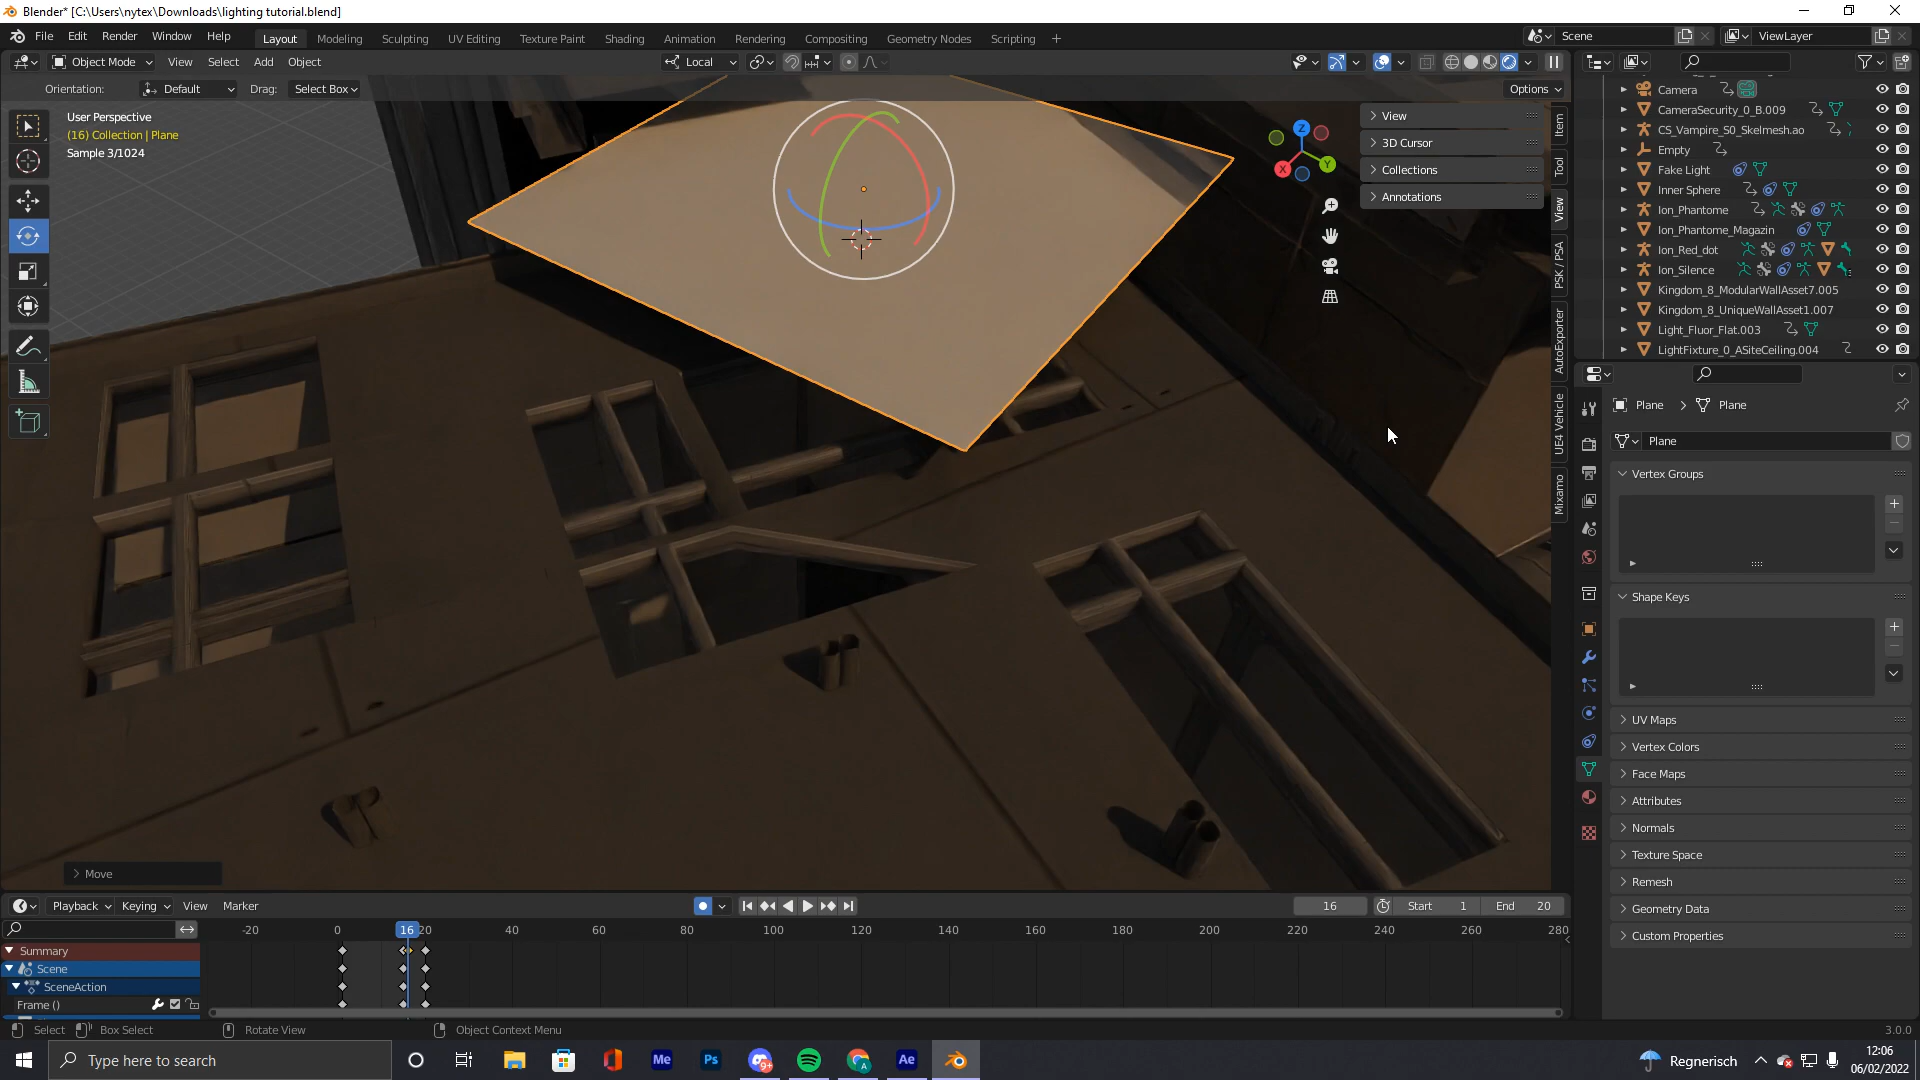 Blender* [C:\Users\nytex\Downloads\lighting tutorial.blend]
File Edit Render Window Help
Layout Modeling Sculpting UV Editing Texture Paint Shading Animation Rendering Compositing Geometry Nodes Scripting +
Scene
ViewLayer
Object Mode View Select Add Object
Local
Orientation: Default Drag: Select Box
Options
User Perspective
(16) Collection | Plane
Sample 3/1024
Z
Y
X
View
3D Cursor
Collections
Annotations
Item
Tool
View
PSK / PSA
AutoExporter
UE4 Vehicle
Mixamo
Camera
CameraSecurity_0_B.009
CS_Vampire_S0_Skelmesh.ao
Empty
Fake Light
Inner Sphere
Ion_Phantome
Ion_Phantome_Magazin
Ion_Red_dot
Ion_Silence
Kingdom_8_ModularWallAsset7.005
Kingdom_8_UniqueWallAsset1.007
Light_Fluor_Flat.003
LightFixture_0_ASiteCeiling.004
Plane > Plane
Plane
Vertex Groups
Shape Keys
UV Maps
Vertex Colors
Face Maps
Attributes
Normals
Texture Space
Remesh
Geometry Data
Custom Properties
> Move
Playback Keying View Marker
16
Start 1
End 20
-20 0 16 20 40 60 80 100 120 140 160 180 200 220 240 260 280
Summary
Scene
SceneAction
Frame ()
Select Box Select Rotate View Object Context Menu
3.0.0
Type here to search
Me
Ps
9+
A
Ae
Regnerisch
12:06
06/02/2022